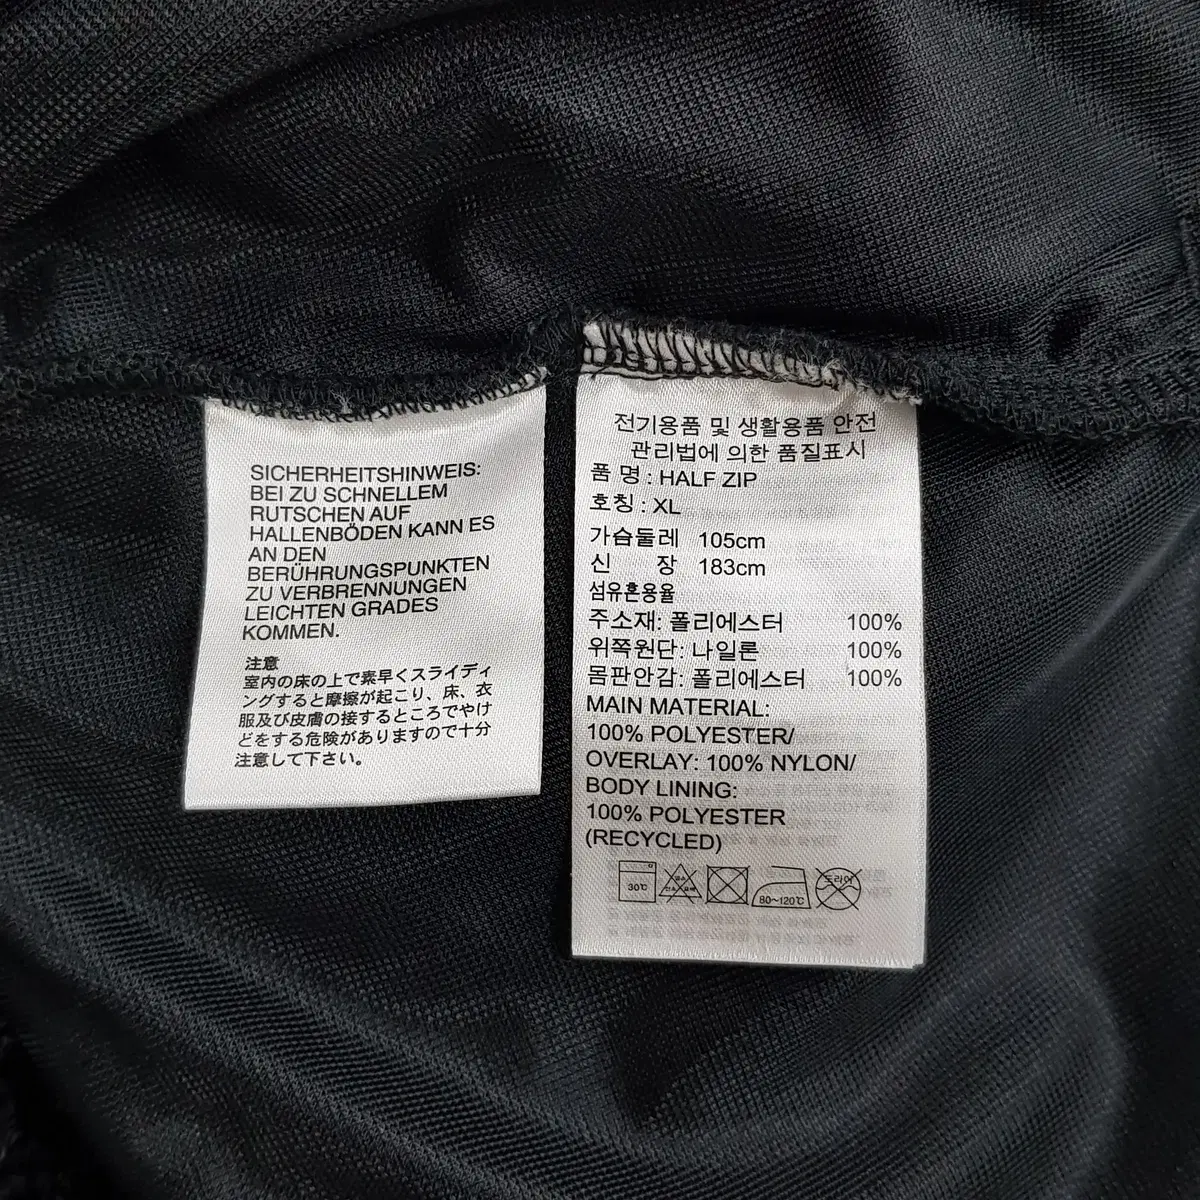 SICHERHEITSHINWEIS:
BEI ZU SCHNELLEM
RUTSCHEN AUF
HALLENBÖDEN KANN ES
AN DEN
BERÜHRUNGSPUNKTEN
ZU VERBRENNUNGEN
LEICHTEN GRADES
KOMMEN.
注意
室内の床の上で素早くスライディ
ングすると摩擦が起こり、床、衣
服及び皮膚の接するところでやけ
どをする危険がありますので十分
注意して下さい。
전기용품 및 생활용품 안전
관리법에 의한 품질표시
품 명 : HALF ZIP
호칭 : XL
가슴둘레 105cm
신 장 183cm
섬유혼용율
주소재: 폴리에스터 100%
위쪽원단: 나일론 100%
몸판안감: 폴리에스터 100%
MAIN MATERIAL:
100% POLYESTER/
OVERLAY: 100% NYLON/
BODY LINING:
100% POLYESTER
(RECYCLED)
30℃ 80~120℃ 드라이